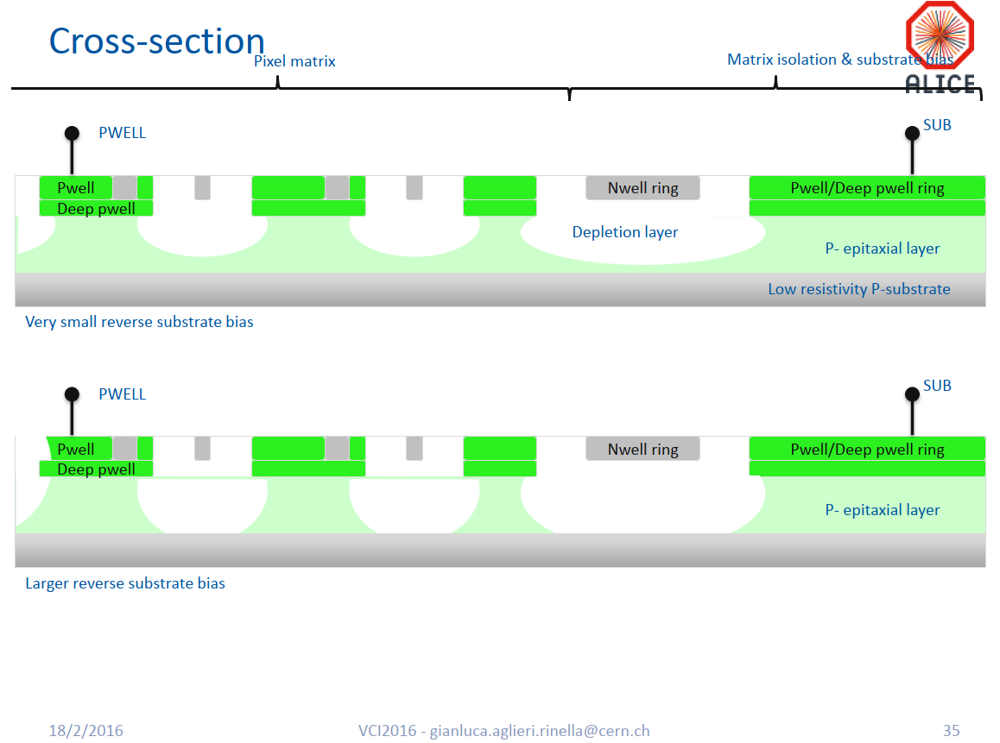 Cross-section
Pixel matrix
Matrix isolation & substrate bias
ALICE
PWELL
SUB
Pwell
Nwell ring
Pwell/Deep pwell ring
Deep pwell
Depletion layer
P- epitaxial layer
Low resistivity P-substrate
Very small reverse substrate bias
PWELL
SUB
Pwell
Nwell ring
Pwell/Deep pwell ring
Deep pwell
P- epitaxial layer
Larger reverse substrate bias
18/2/2016
VCI2016 - gianluca.aglieri.rinella@cern.ch
35